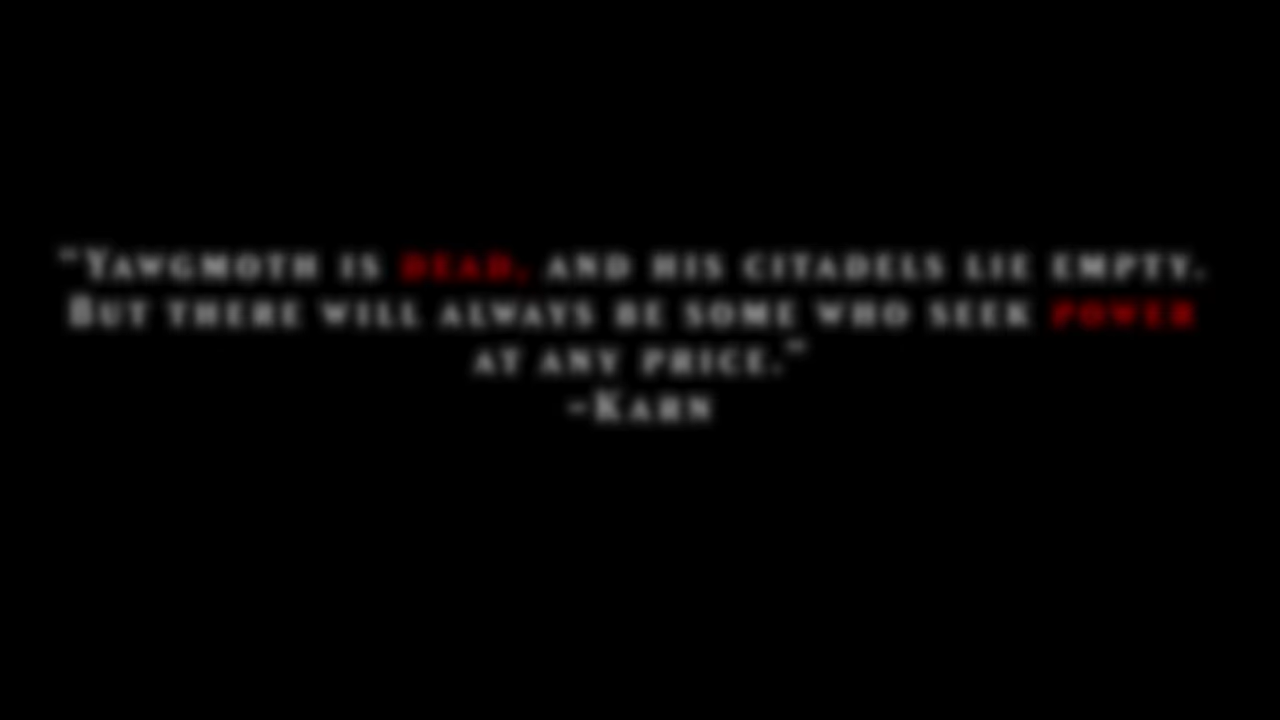 "Yawgmoth is dead, and his citadels lie empty.
But there will always be some who seek power
at any price."
-Karn